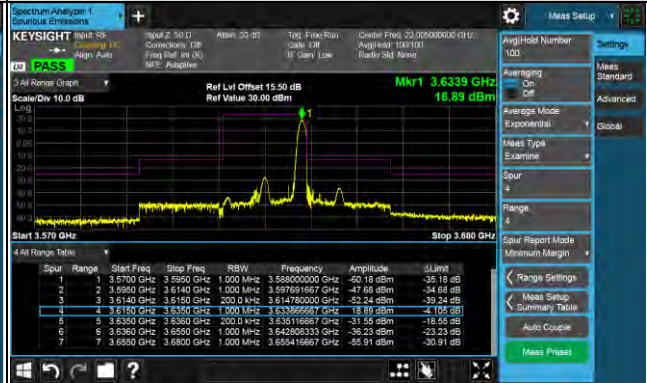 Spectrum Analyzer 1
Spurious Emissions
+
Meas Setup
KEYSIGHT Input: RF
Coupling: DC
Align: Auto
Input Z: 50 Ω
Corrections: Off
Freq Ref: Int (S)
NFE: Adaptive
Atten: 30 dB
Trig: Free Run
Gate: Off
IF Gain: Low
Center Freq: 22.005000000 GHz
Avg|Hold: 100/100
Radio Std: None
PASS
3 All Range Graph
Scale/Div 10.0 dB
Ref Lvl Offset 15.50 dB
Ref Value 30.00 dBm
Mkr1 3.6339 GHz
18.89 dBm
Log
1
Start 3.570 GHz
Stop 3.680 GHz
4 All Range Table
Spur Range Start Freq Stop Freq RBW Frequency Amplitude ΔLimit
1 1 3.5700 GHz 3.5950 GHz 1.000 MHz 3.588000000 GHz -60.18 dBm -35.18 dB
2 2 3.5950 GHz 3.6140 GHz 1.000 MHz 3.597691667 GHz -47.68 dBm -34.68 dB
3 3 3.6140 GHz 3.6150 GHz 200.0 kHz 3.614780000 GHz -52.24 dBm -39.24 dB
4 4 3.6150 GHz 3.6350 GHz 1.000 MHz 3.633866667 GHz 18.89 dBm -4.105 dB
5 5 3.6350 GHz 3.6360 GHz 200.0 kHz 3.635116667 GHz -31.55 dBm -18.55 dB
6 6 3.6360 GHz 3.6550 GHz 1.000 MHz 3.642808333 GHz -36.23 dBm -23.23 dB
7 7 3.6550 GHz 3.6800 GHz 1.000 MHz 3.655416667 GHz -55.91 dBm -30.91 dB
Avg|Hold Number
100
Averaging
On
Off
Average Mode
Exponential
Meas Type
Examine
Spur
4
Range
4
Spur Report Mode
Minimum Margin
Range Settings
Meas Setup
Summary Table
Auto Couple
Meas Preset
Settings
Meas
Standard
Advanced
Global
?